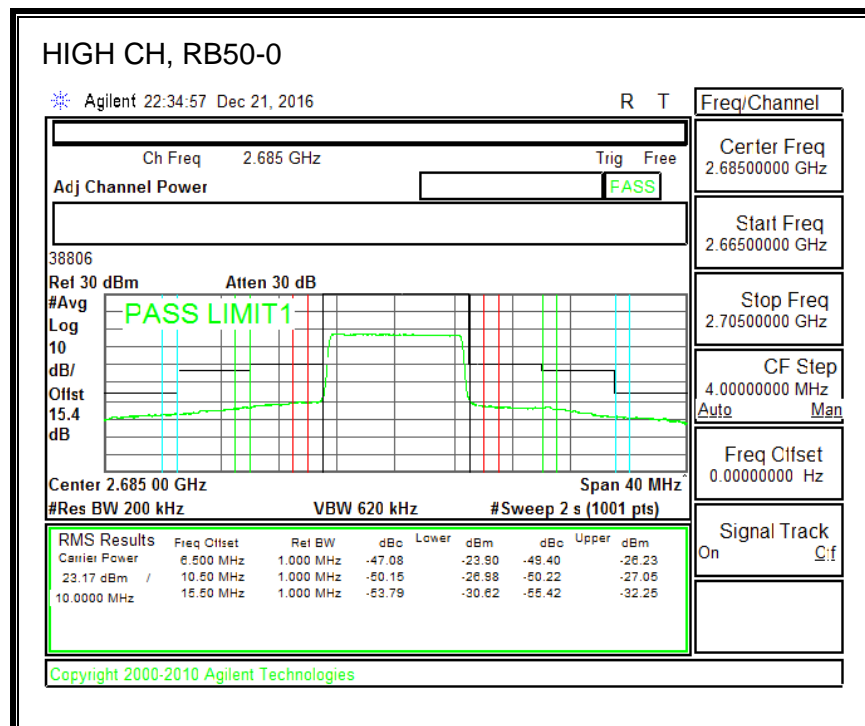 HIGH CH, RB50-0
Agilent 22:34:57 Dec 21, 2016 R T
Ch Freq 2.685 GHz Trig Free
Adj Channel Power PASS
38806
Ref 30 dBm Atten 30 dB
#Avg
Log
10
dB/
Offst
15.4
dB
PASS LIMIT1
Center 2.685 00 GHz Span 40 MHz^
#Res BW 200 kHz VBW 620 kHz #Sweep 2 s (1001 pts)
RMS Results Freq Offset Ref BW dBc Lower dBm dBc Upper dBm
Carrier Power 6.500 MHz 1.000 MHz -47.08 -23.90 -49.40 -26.23
23.17 dBm / 10.50 MHz 1.000 MHz -50.15 -26.98 -50.22 -27.05
10.0000 MHz 15.50 MHz 1.000 MHz -53.79 -30.62 -55.42 -32.25
Copyright 2000-2010 Agilent Technologies
Freq/Channel
Center Freq
2.68500000 GHz
Start Freq
2.66500000 GHz
Stop Freq
2.70500000 GHz
CF Step
4.00000000 MHz
Auto Man
Freq Offset
0.00000000 Hz
Signal Track
On Off